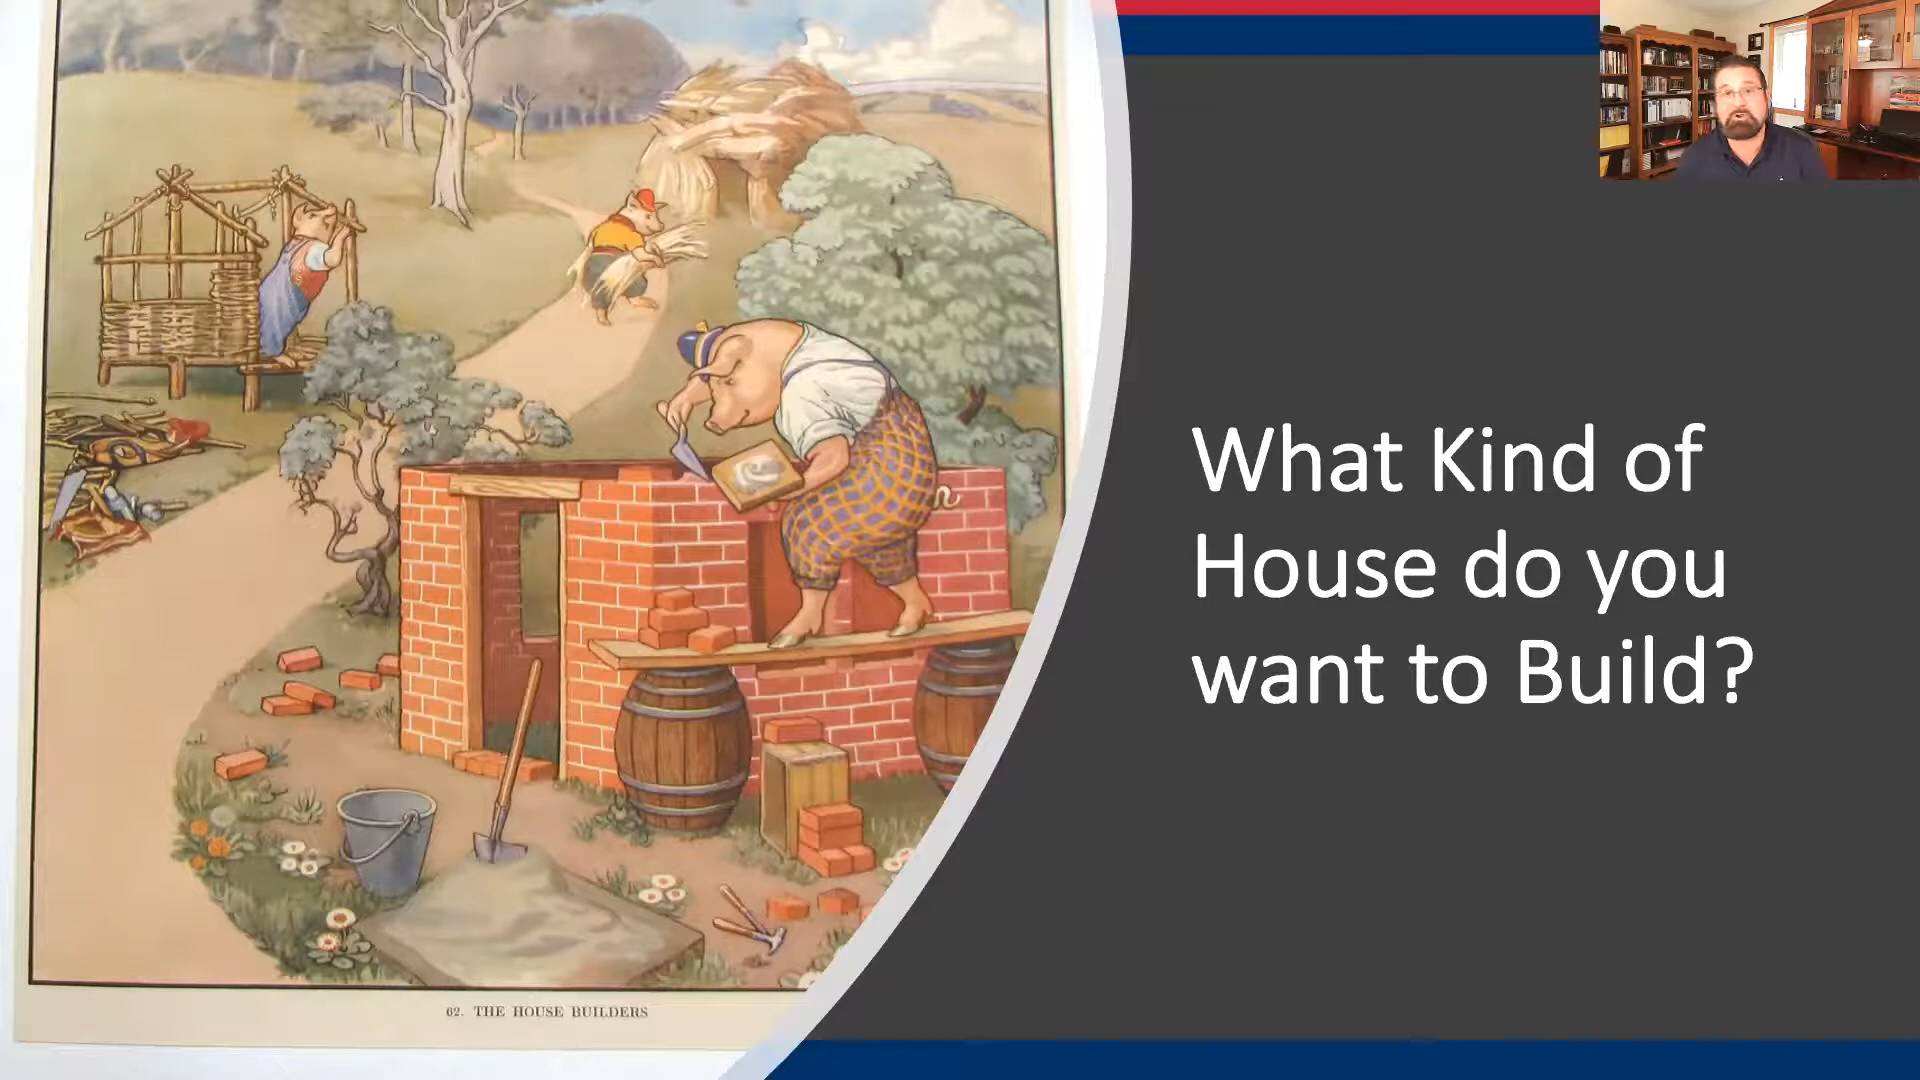 62. THE HOUSE BUILDERS
What Kind of
House do you
want to Build?